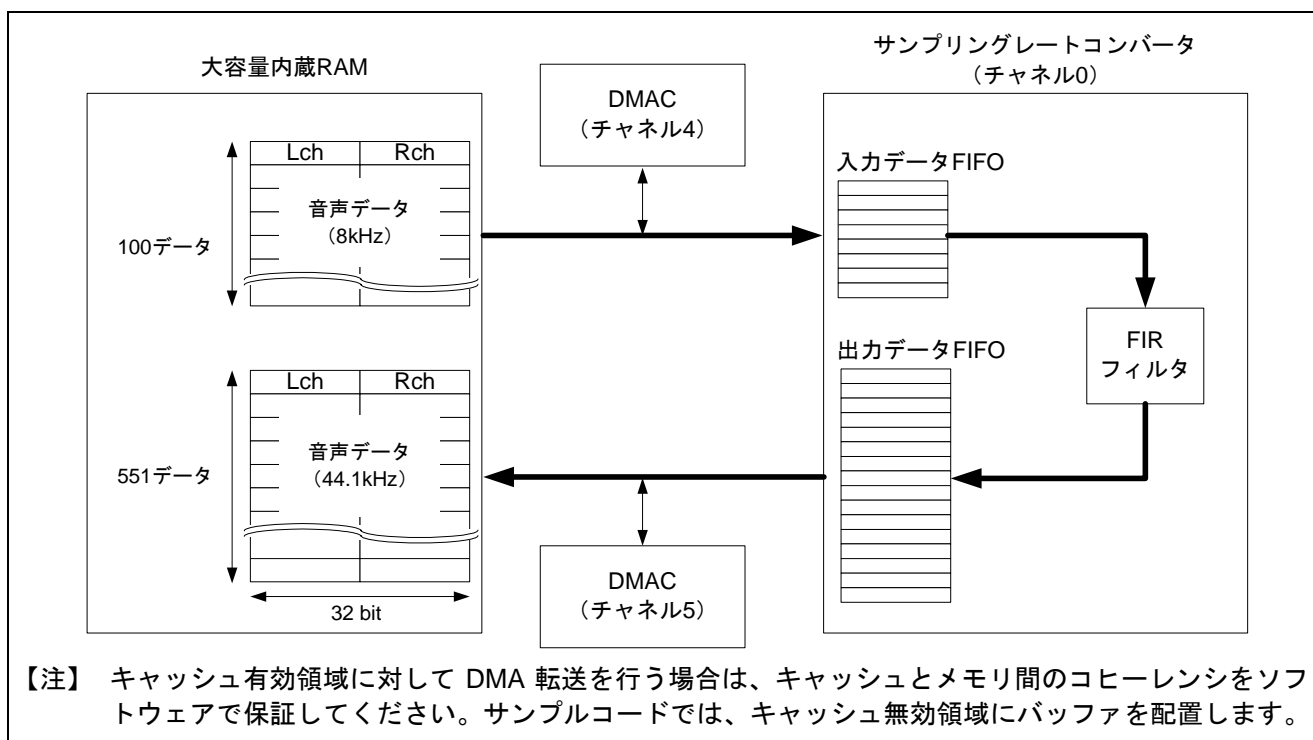 大容量内蔵RAM
Lch Rch
音声データ
(8kHz)
100データ
Lch Rch
音声データ
(44.1kHz)
551データ
32 bit
DMAC
(チャネル4)
DMAC
(チャネル5)
サンプリングレートコンバータ
(チャネル0)
入力データFIFO
出力データFIFO
FIR
フィルタ
【注】 キャッシュ有効領域に対して DMA 転送を行う場合は、キャッシュとメモリ間のコヒーレンシをソフ
トウェアで保証してください。サンプルコードでは、キャッシュ無効領域にバッファを配置します。